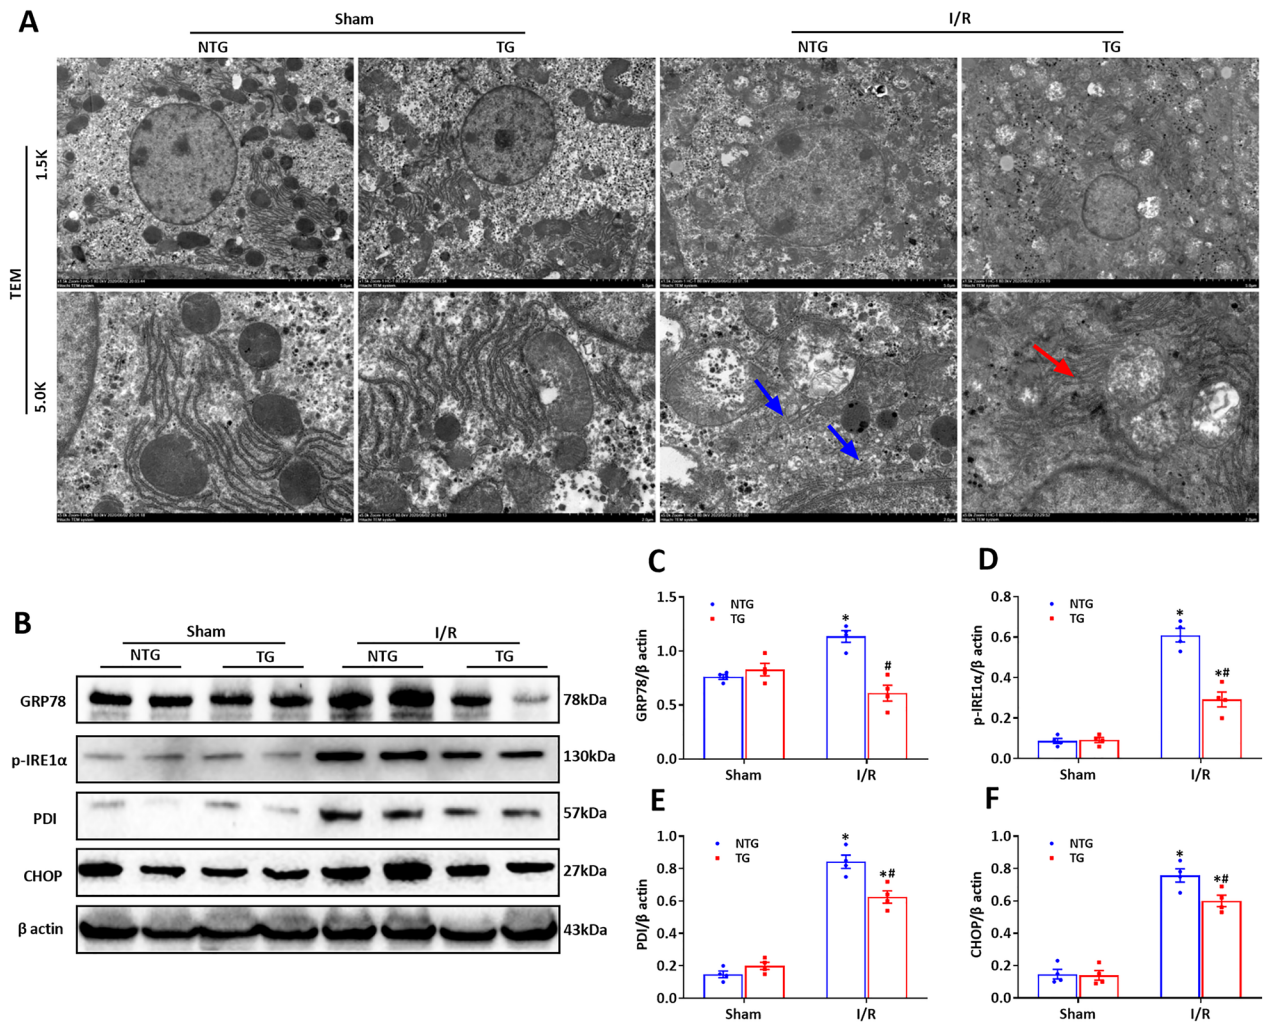 A
Sham
I/R
NTG
TG
NTG
TG
TEM
1.5K
5.0K
B
Sham
I/R
NTG
TG
NTG
TG
GRP78
78kDa
p-IRE1α
130kDa
PDI
57kDa
CHOP
27kDa
β actin
43kDa
C
NTG
TG
GRP78/β actin
1.5
1.0
0.5
0.0
*
#
Sham
I/R
D
NTG
TG
p-IRE1α/β actin
0.8
0.6
0.4
0.2
0.0
*
*#
Sham
I/R
E
NTG
TG
PDI/β actin
1.0
0.8
0.6
0.4
0.2
0.0
*
*#
Sham
I/R
F
NTG
TG
CHOP/β actin
1.0
0.8
0.6
0.4
0.2
0.0
*
*#
Sham
I/R